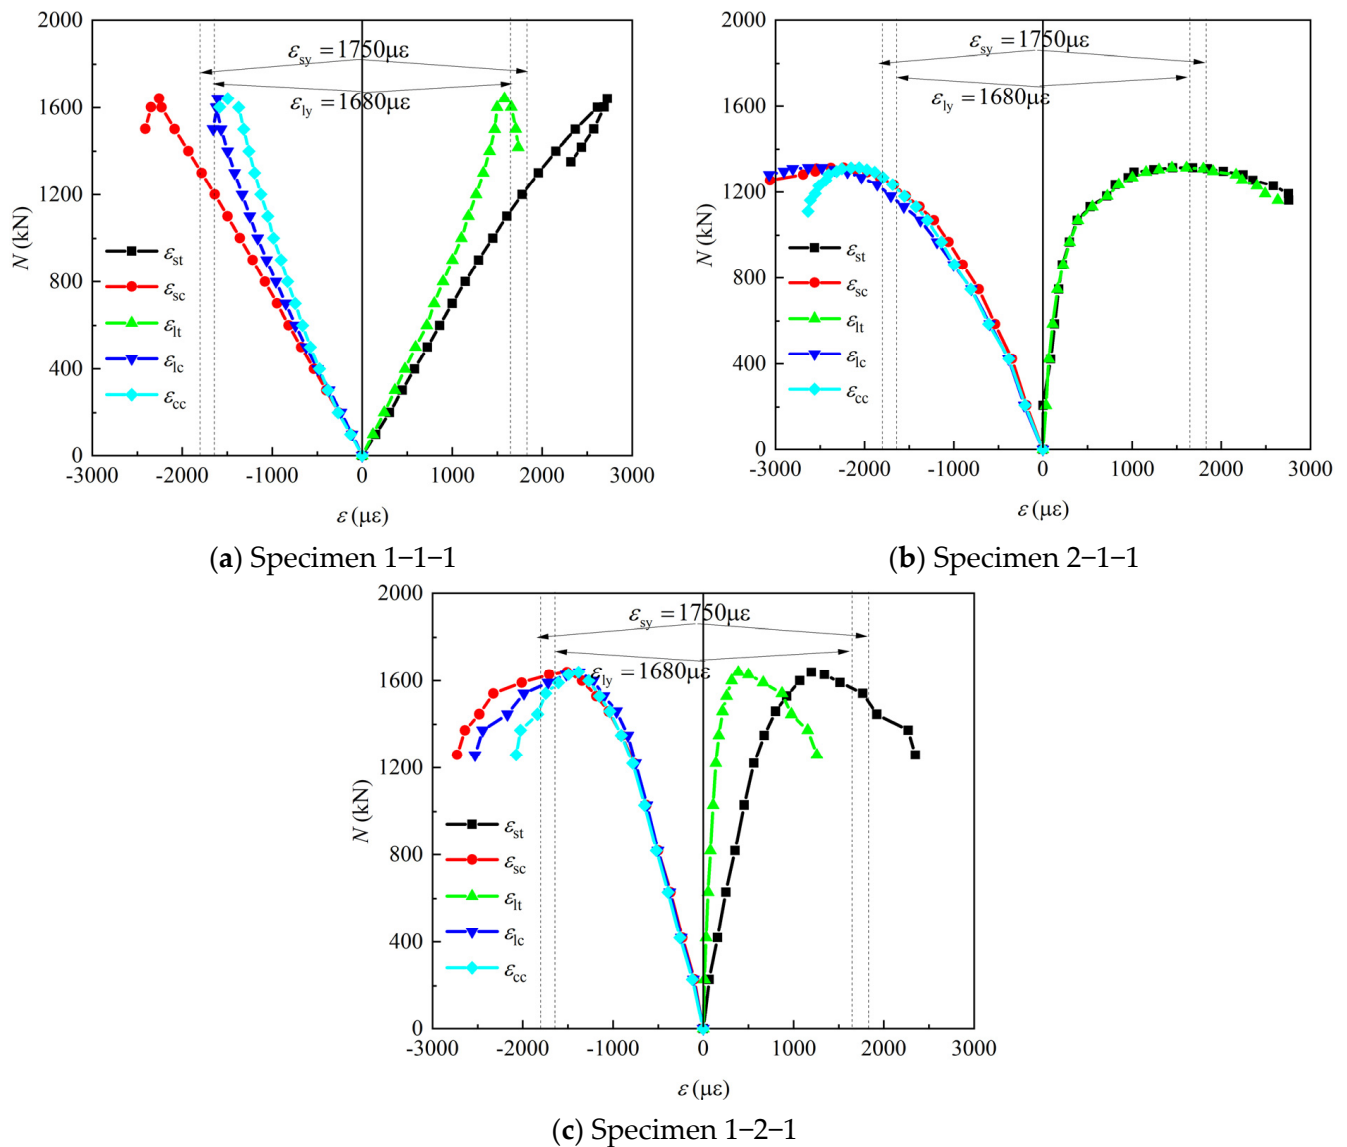 2000
1600
1200
800
400
0
N (kN)
ε_sy = 1750με
ε_ly = 1680με
ε_st
ε_sc
ε_lt
ε_lc
ε_cc
-3000 -2000 -1000 0 1000 2000 3000
ε (με)
(a) Specimen 1−1−1
2000
1600
1200
800
400
0
N (kN)
ε_sy = 1750με
ε_ly = 1680με
ε_st
ε_sc
ε_lt
ε_lc
ε_cc
-3000 -2000 -1000 0 1000 2000 3000
ε (με)
(b) Specimen 2−1−1
2000
1600
1200
800
400
0
N (kN)
ε_sy = 1750με
ε_ly = 1680με
ε_st
ε_sc
ε_lt
ε_lc
ε_cc
-3000 -2000 -1000 0 1000 2000 3000
ε (με)
(c) Specimen 1−2−1